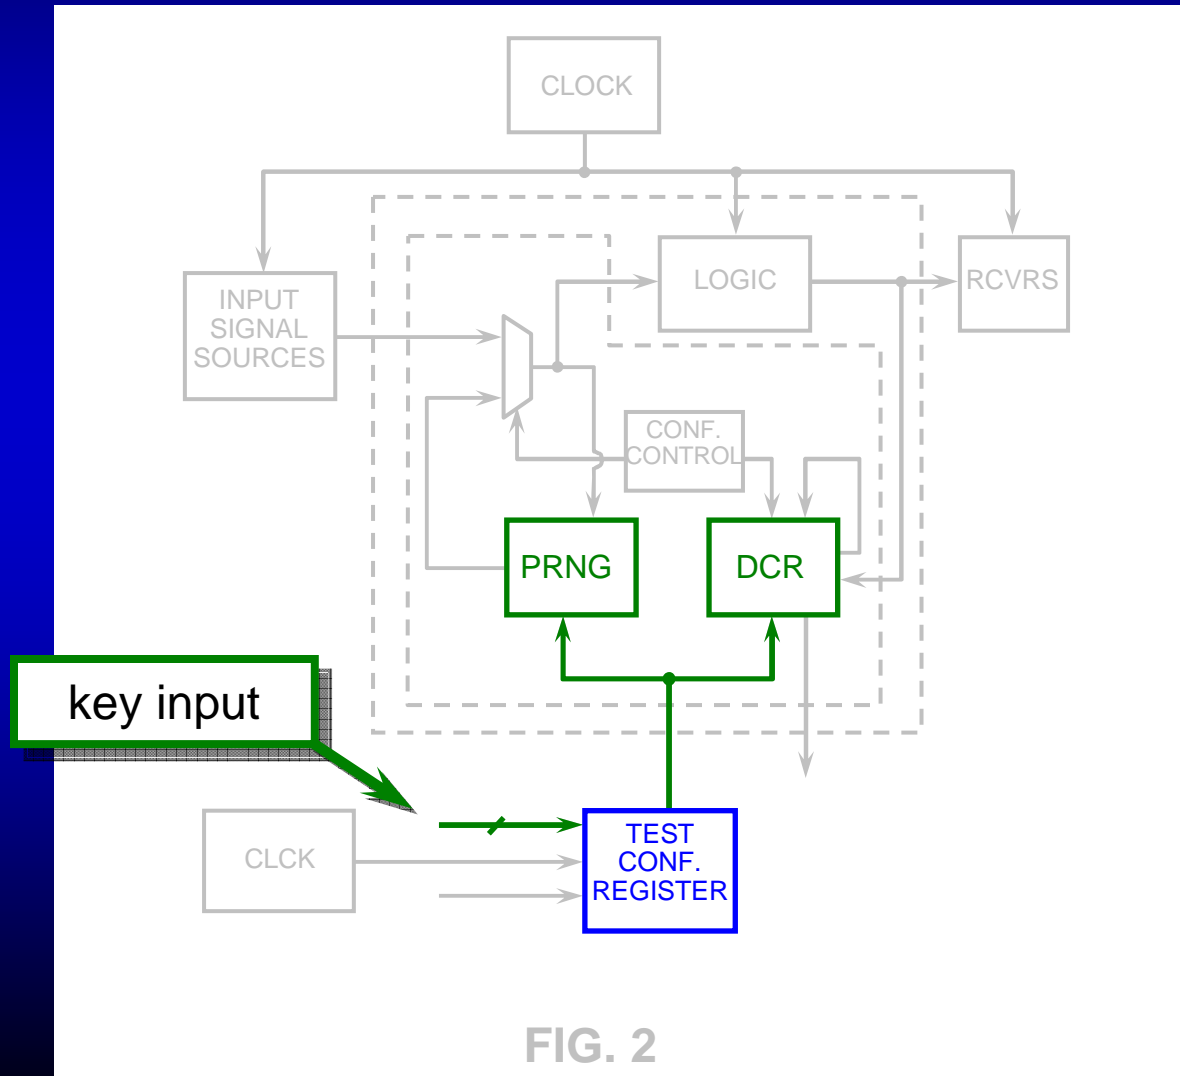 CLOCK
LOGIC
RCVRS
INPUT
SIGNAL
SOURCES
CONF.
CONTROL
PRNG
DCR
key input
CLCK
TEST
CONF.
REGISTER
FIG. 2